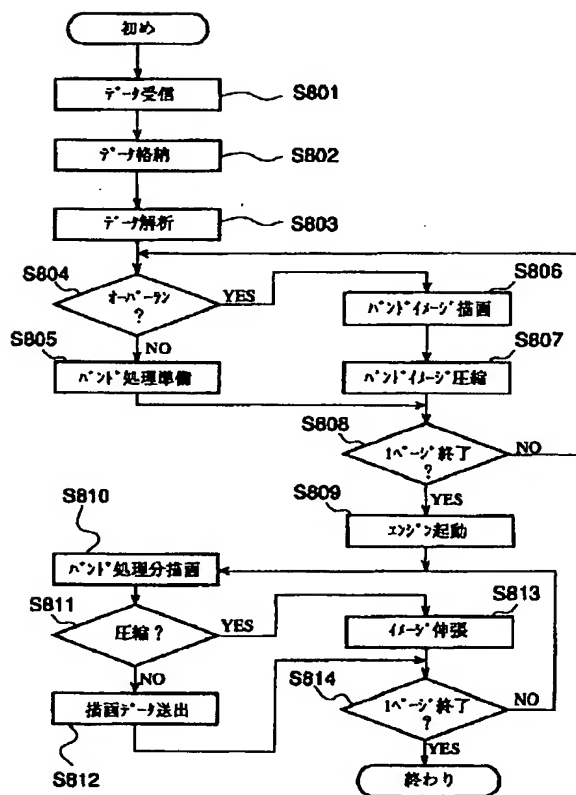 初め
データ受信
S801
データ格納
S802
データ解析
S803
S804
オーバーラン
?
YES
NO
S806
バンドイメージ描画
S805
バンド処理準備
S807
バンドイメージ圧縮
S808
1ページ終了
?
NO
YES
S809
エンジン起動
S810
バンド処理分描画
S811
圧縮?
YES
NO
S813
イメージ伸張
S812
描画データ送出
S814
1ページ終了
?
NO
YES
終わり